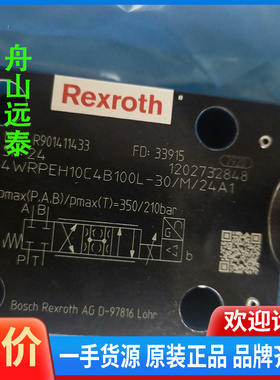 舟山远泰
Rexroth
R901411433
FD: 33915
24
1202732848
4WRPEH10C4B100L-30/M/24A1
pmax(P,A,B)/pmax(T)=350/210bar
A B
P T
b
Bosch Rexroth AG D-97816 Lohr
价
欢迎
一手货源 原装正品 品牌